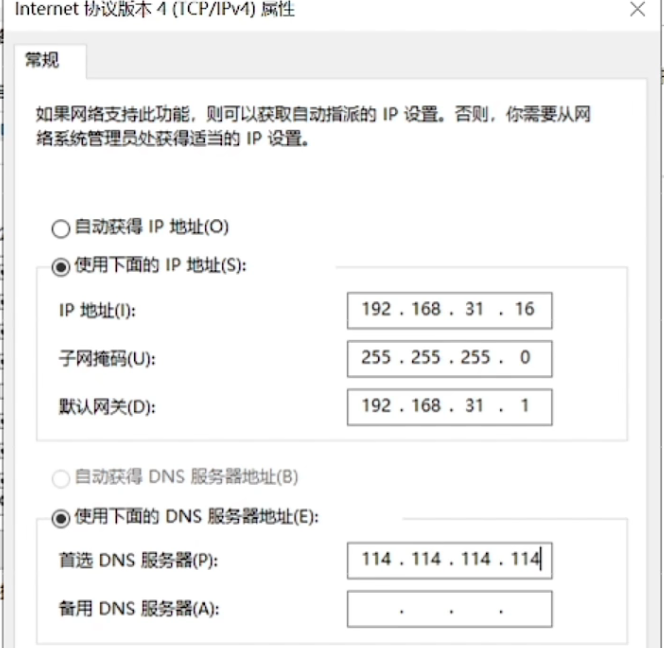 Internet 协议版本 4 (TCP/IPv4) 属性
常规
如果网络支持此功能，则可以获取自动指派的 IP 设置。否则，你需要从网
络系统管理员处获得适当的 IP 设置。
自动获得 IP 地址(O)
使用下面的 IP 地址(S):
IP 地址(I): 192 . 168 . 31 . 16
子网掩码(U): 255 . 255 . 255 . 0
默认网关(D): 192 . 168 . 31 . 1
自动获得 DNS 服务器地址(B)
使用下面的 DNS 服务器地址(E):
首选 DNS 服务器(P): 114 . 114 . 114 . 114
备用 DNS 服务器(A): . . .